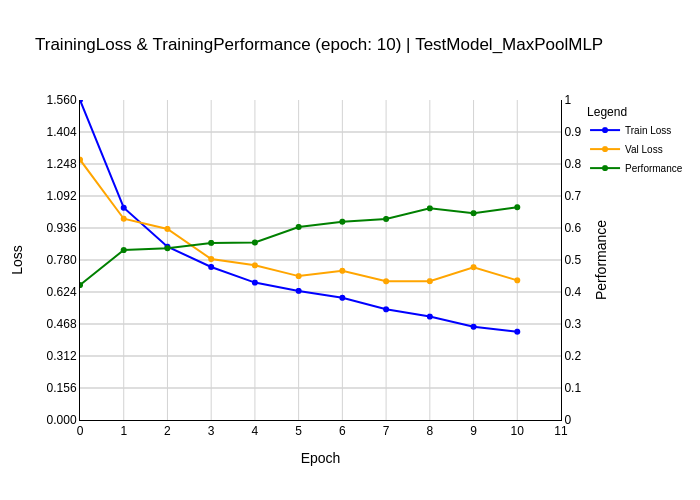 TrainingLoss & TrainingPerformance (epoch: 10) | TestModel_MaxPoolMLP
Legend
Train Loss
Val Loss
Performance
1.560
1.404
1.248
1.092
0.936
0.780
0.624
0.468
0.312
0.156
0.000
Loss
1
0.9
0.8
0.7
0.6
0.5
0.4
0.3
0.2
0.1
0
Performance
0 1 2 3 4 5 6 7 8 9 10 11
Epoch